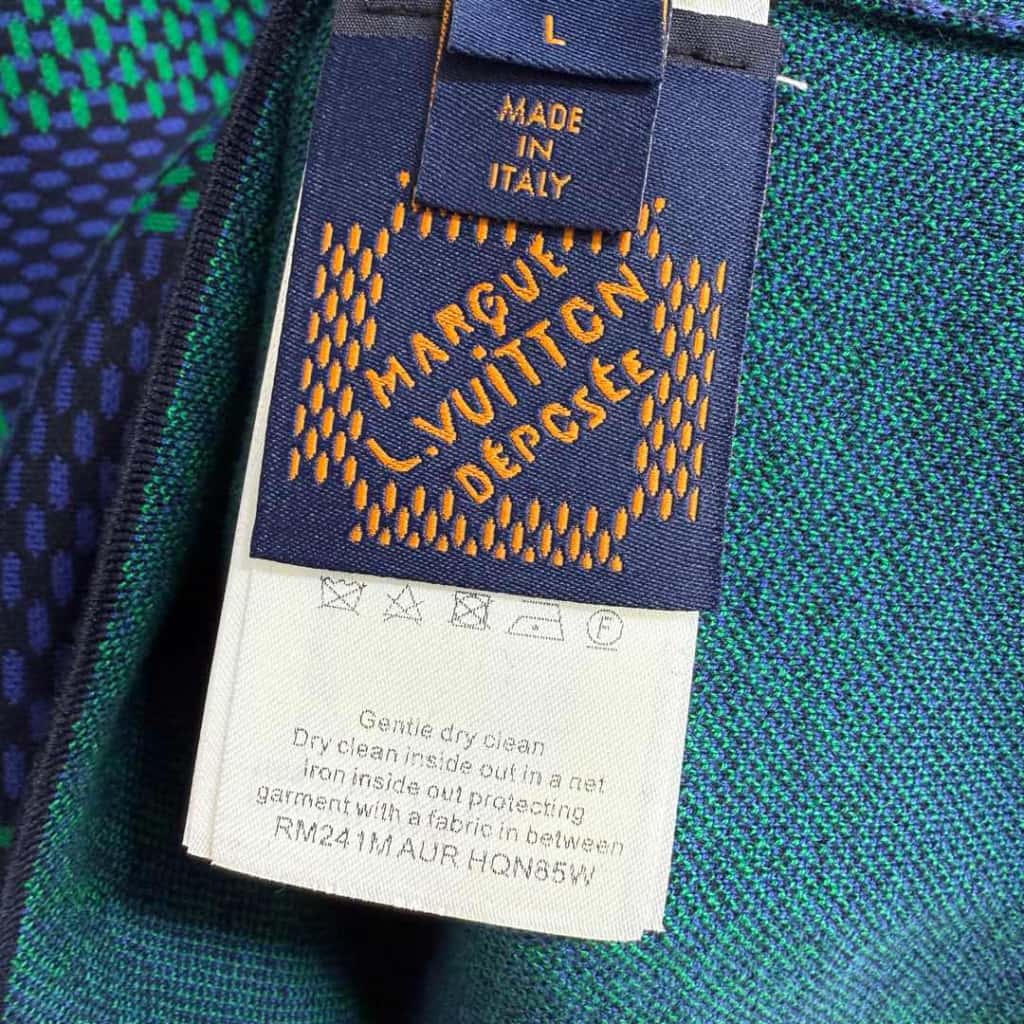 L
MADE
IN
ITALY
MARQUE
L.VUITTON
DÉPOSÉE
F
Gentle dry clean
Dry clean inside out in a net
iron inside out protecting
garment with a fabric in between
RM241M AUR HQN85W